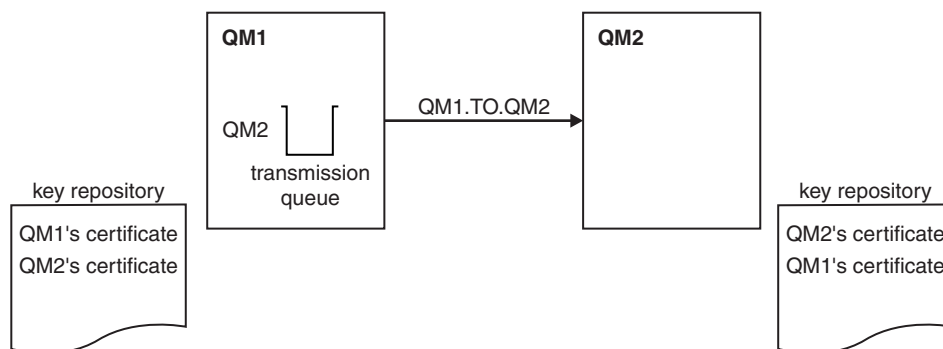 QM1
QM2
QM1.TO.QM2
QM2
transmission
queue
key repository
QM1's certificate
QM2's certificate
key repository
QM2's certificate
QM1's certificate